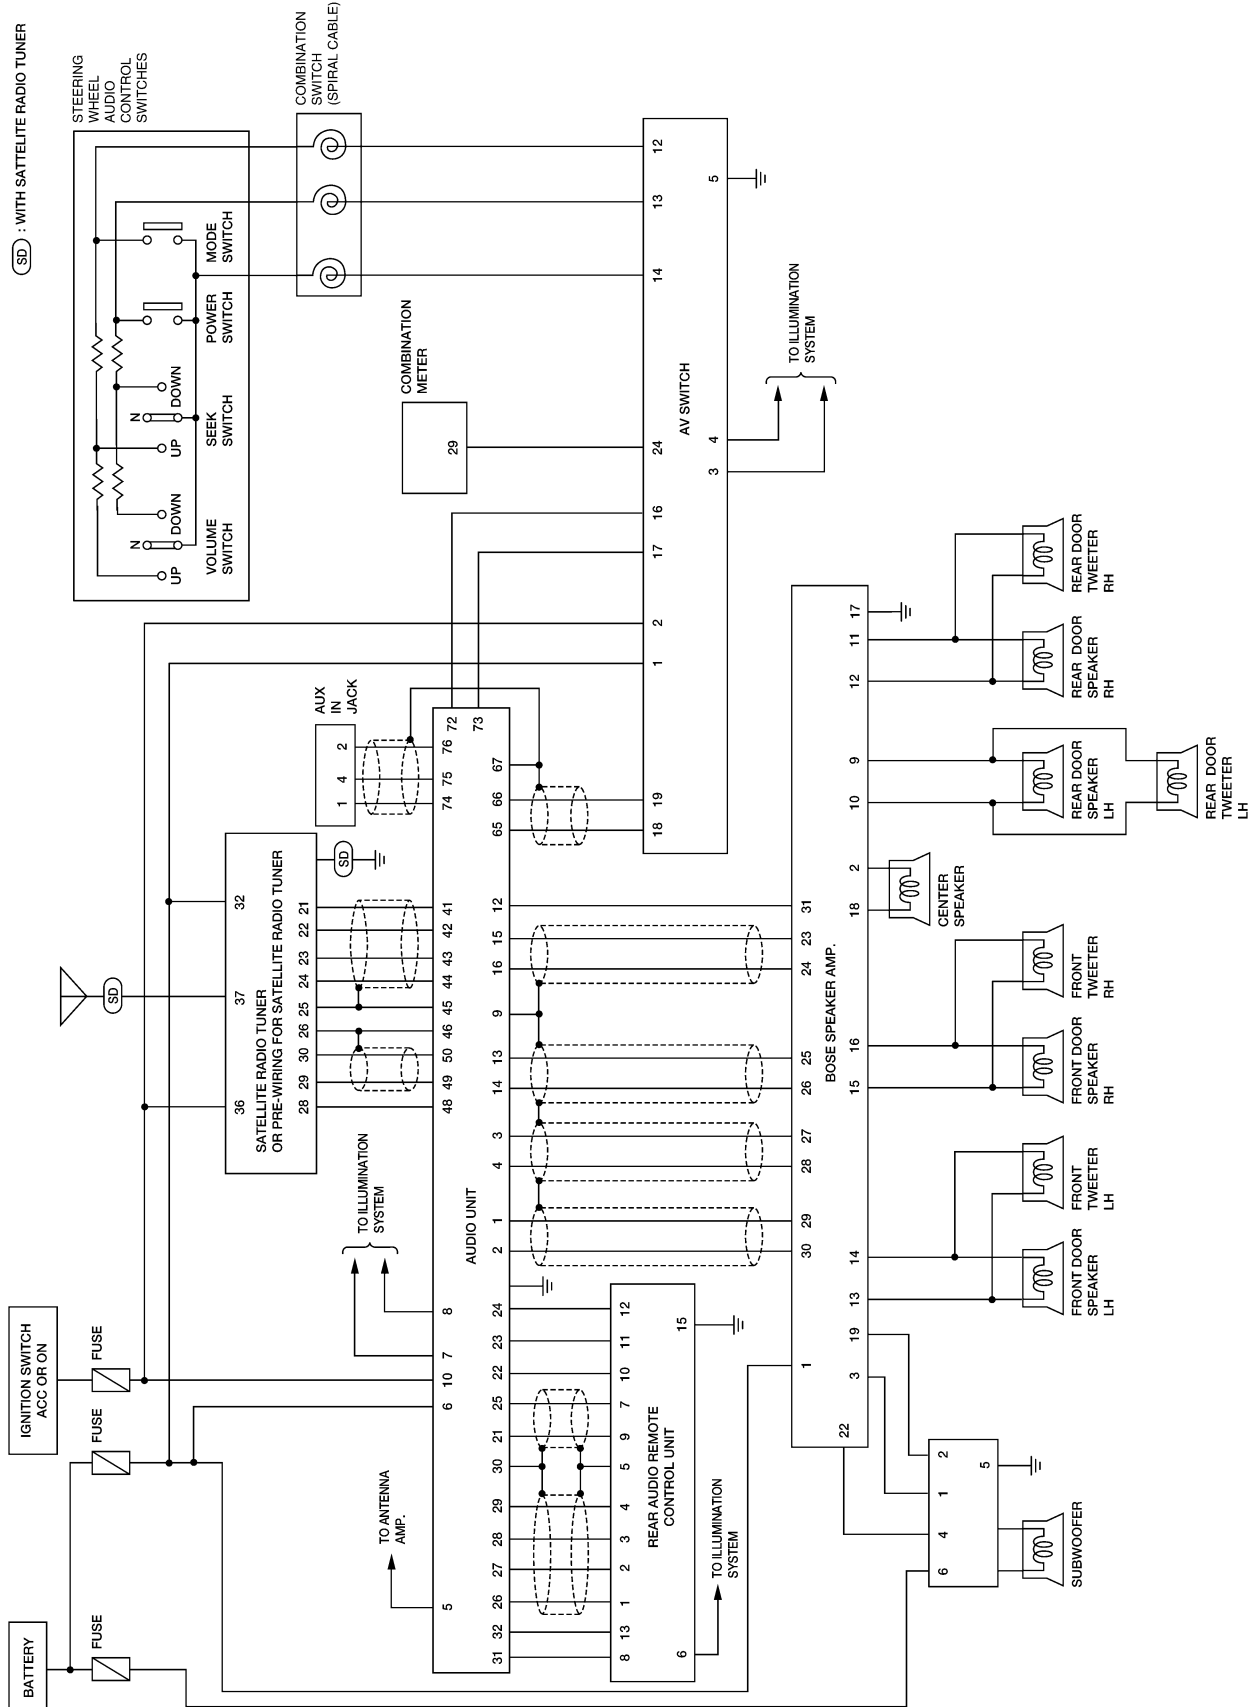 SD : WITH SATTELITE RADIO TUNER
STEERING
WHEEL
AUDIO
CONTROL
SWITCHES
COMBINATION
SWITCH
(SPIRAL CABLE)
MODE
SWITCH
POWER
SWITCH
DOWN
N
UP
SEEK
SWITCH
DOWN
N
UP
VOLUME
SWITCH
COMBINATION
METER
29
AV SWITCH
12
13
14
24
16
17
2
1
19
18
5
4
3
TO ILLUMINATION
SYSTEM
AUX
IN
JACK
2
4
1
SATELLITE RADIO TUNER
OR PRE-WIRING FOR SATELLITE RADIO TUNER
32
37
36
21
22
23
24
25
26
30
29
28
SD
SD
AUDIO UNIT
72
73
76
75
74
41
42
43
44
45
46
50
49
48
8
7
10
6
5
67
66
65
12
15
16
9
13
14
3
4
1
2
24
23
22
25
21
30
29
28
27
26
32
31
TO ILLUMINATION
SYSTEM
TO ANTENNA
AMP.
IGNITION SWITCH
ACC OR ON
FUSE
FUSE
BATTERY
FUSE
REAR AUDIO REMOTE
CONTROL UNIT
12
11
10
7
9
5
4
3
2
1
13
8
15
6
TO ILLUMINATION
SYSTEM
BOSE SPEAKER AMP.
31
23
24
25
26
27
28
29
30
1
17
11
12
9
10
2
18
16
15
14
13
19
3
22
REAR DOOR
TWEETER
RH
REAR DOOR
SPEAKER
RH
REAR DOOR
SPEAKER
LH
REAR DOOR
TWEETER
LH
CENTER
SPEAKER
FRONT
TWEETER
RH
FRONT DOOR
SPEAKER
RH
FRONT
TWEETER
LH
FRONT DOOR
SPEAKER
LH
2
1
4
6
5
SUBWOOFER